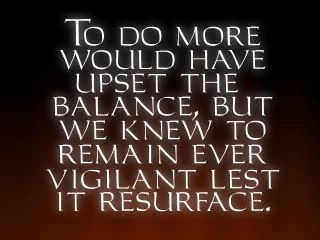 To do more
would have
upset the
balance, but
we knew to
remain ever
vigilant lest
it resurface.